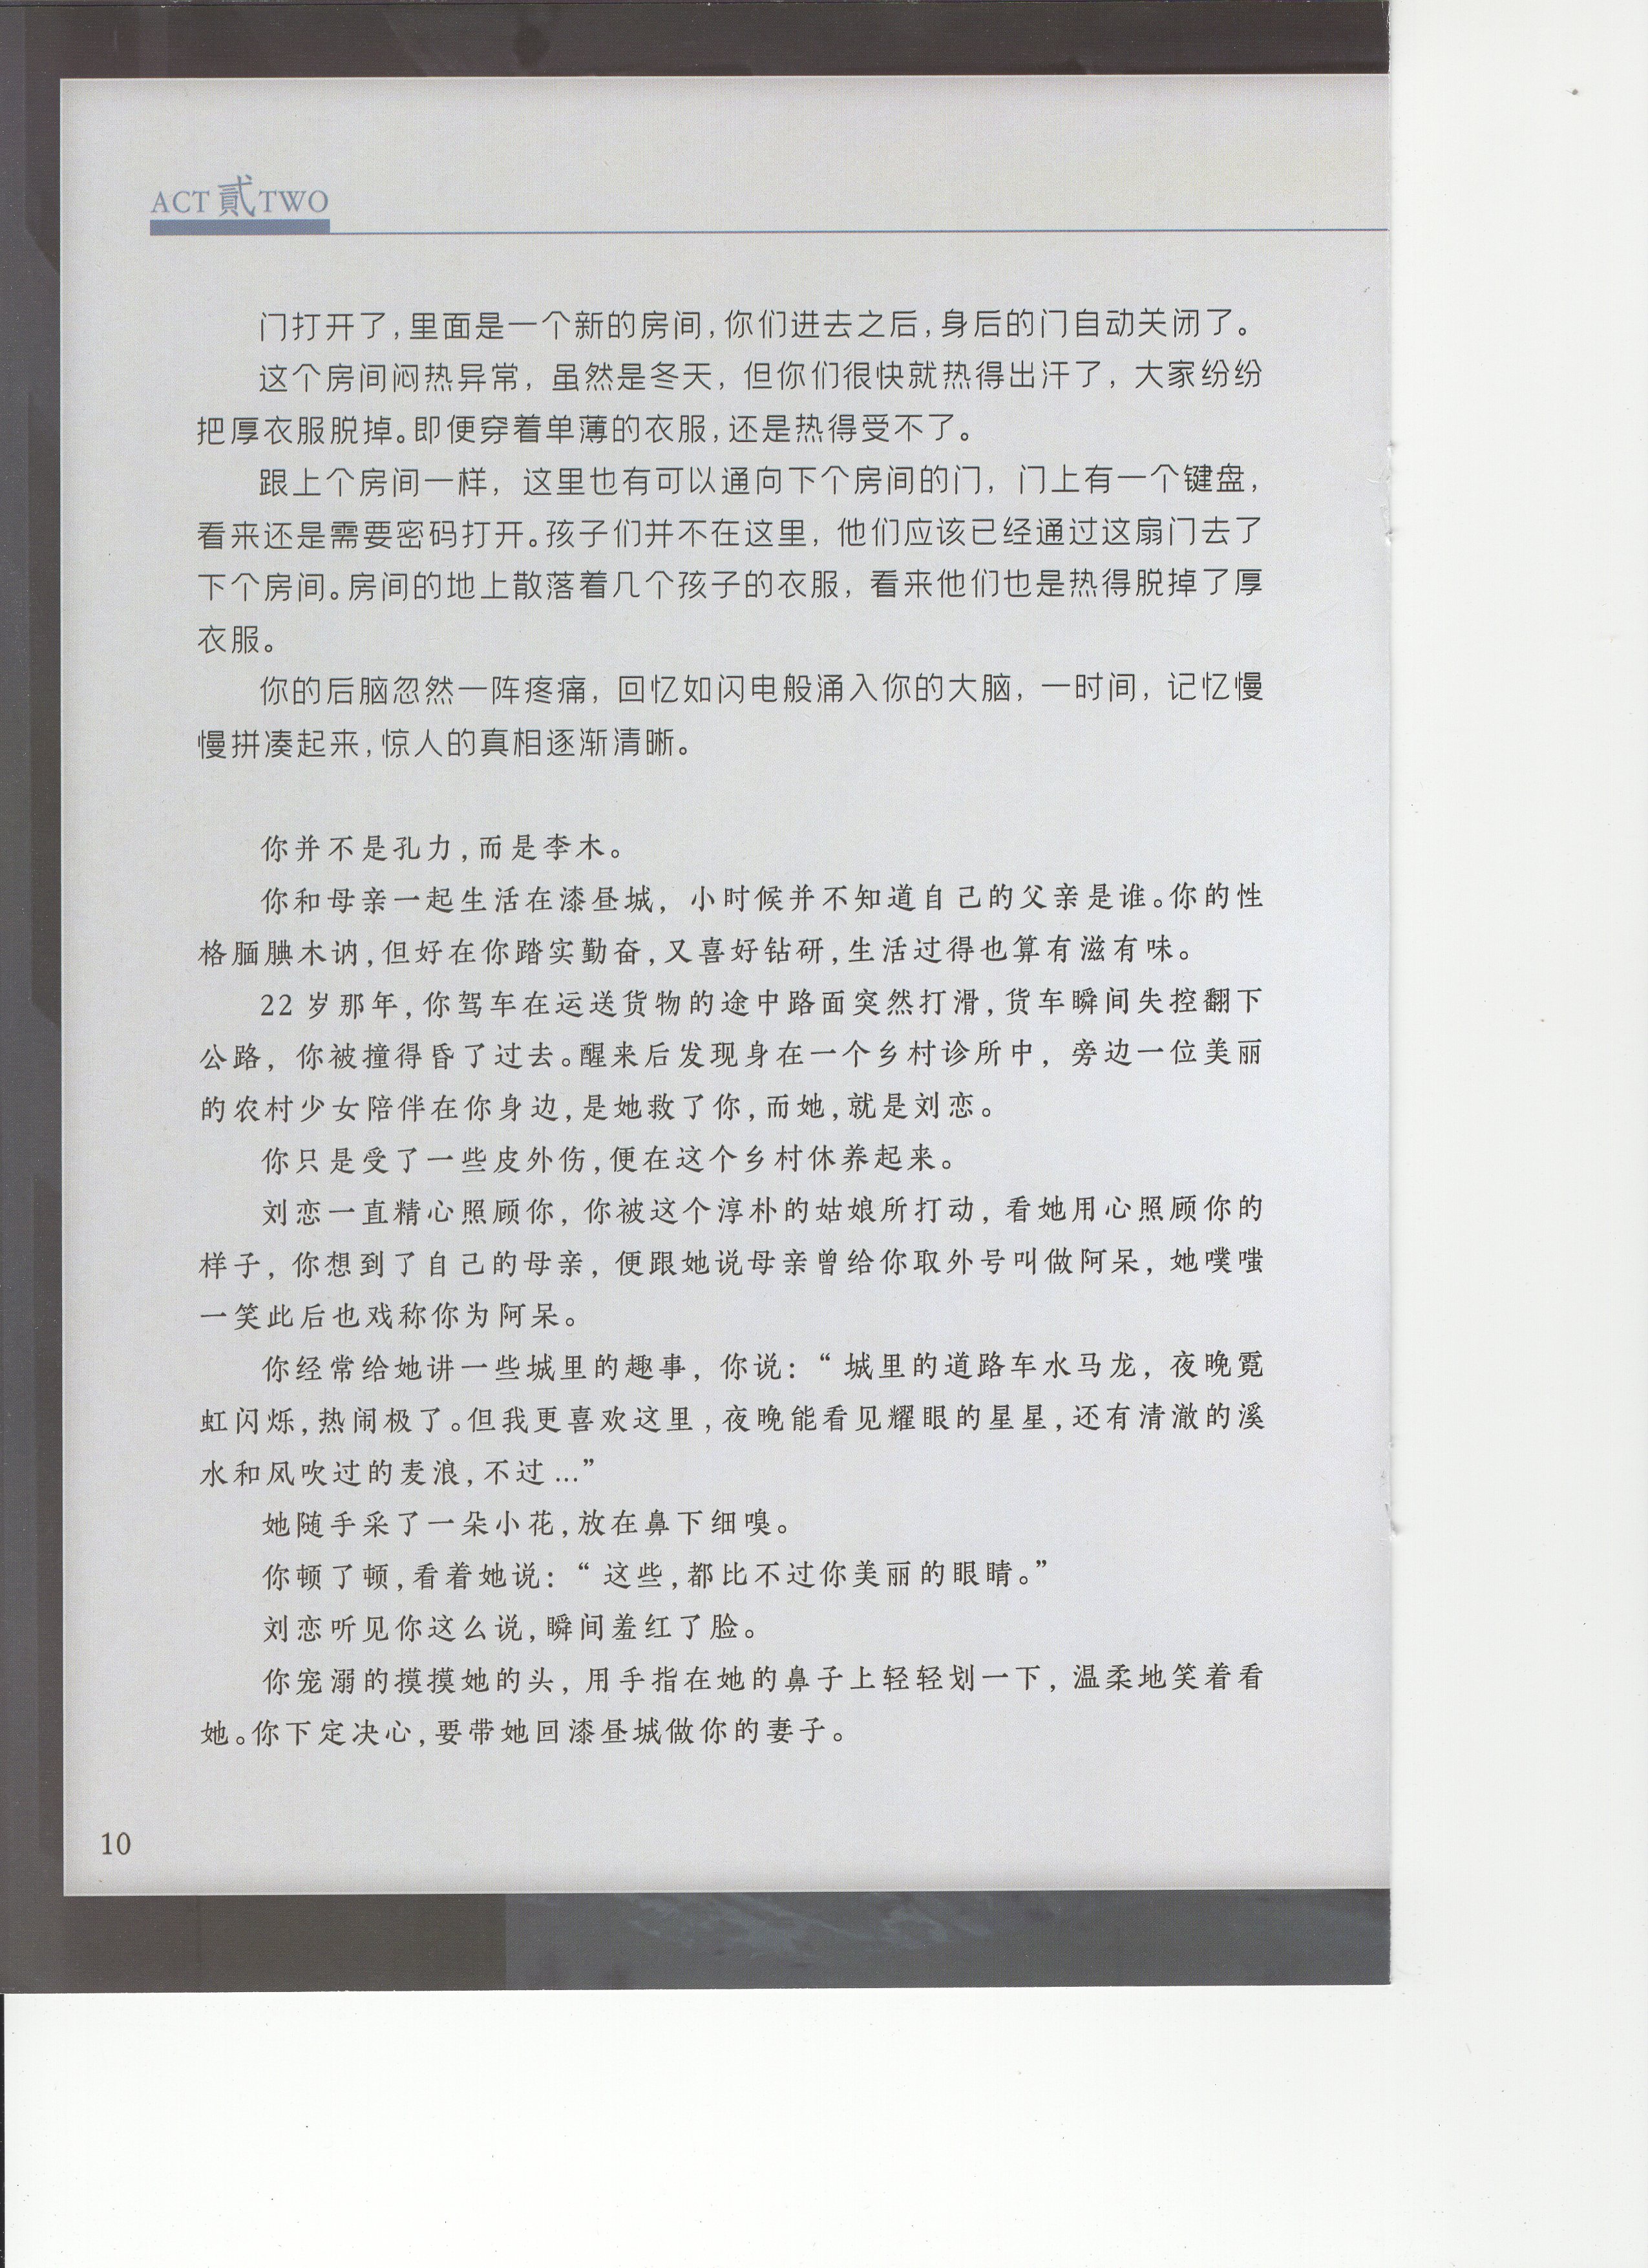 ACT 貳 TWO
门打开了,里面是一个新的房间,你们进去之后,身后的门自动关闭了。
这个房间闷热异常，虽然是冬天，但你们很快就热得出汗了，大家纷纷
把厚衣服脱掉。即便穿着单薄的衣服,还是热得受不了。
跟上个房间一样，这里也有可以通向下个房间的门，门上有一个键盘，
看来还是需要密码打开。孩子们并不在这里，他们应该已经通过这扇门去了
下个房间。房间的地上散落着几个孩子的衣服，看来他们也是热得脱掉了厚
衣服。
你的后脑忽然一阵疼痛，回忆如闪电般涌入你的大脑，一时间，记忆慢
慢拼凑起来,惊人的真相逐渐清晰。
你并不是孔力,而是李木。
你和母亲一起生活在漆昼城，小时候并不知道自己的父亲是谁。你的性
格腼腆木讷,但好在你踏实勤奋,又喜好钻研,生活过得也算有滋有味。
22 岁那年,你驾车在运送货物的途中路面突然打滑,货车瞬间失控翻下
公路，你被撞得昏了过去。醒来后发现身在一个乡村诊所中，旁边一位美丽
的农村少女陪伴在你身边,是她救了你,而她,就是刘恋。
你只是受了一些皮外伤,便在这个乡村休养起来。
刘恋一直精心照顾你，你被这个淳朴的姑娘所打动，看她用心照顾你的
样子，你想到了自己的母亲，便跟她说母亲曾给你取外号叫做阿呆，她噗嗤
一笑此后也戏称你为阿呆。
你经常给她讲一些城里的趣事，你说：“城里的道路车水马龙，夜晚霓
虹闪烁,热闹极了。但我更喜欢这里,夜晚能看见耀眼的星星,还有清澈的溪
水和风吹过的麦浪,不过...”
她随手采了一朵小花,放在鼻下细嗅。
你顿了顿,看着她说：“这些,都比不过你美丽的眼睛。”
刘恋听见你这么说,瞬间羞红了脸。
你宠溺的摸摸她的头，用手指在她的鼻子上轻轻划一下，温柔地笑着看
她。你下定决心,要带她回漆昼城做你的妻子。
10